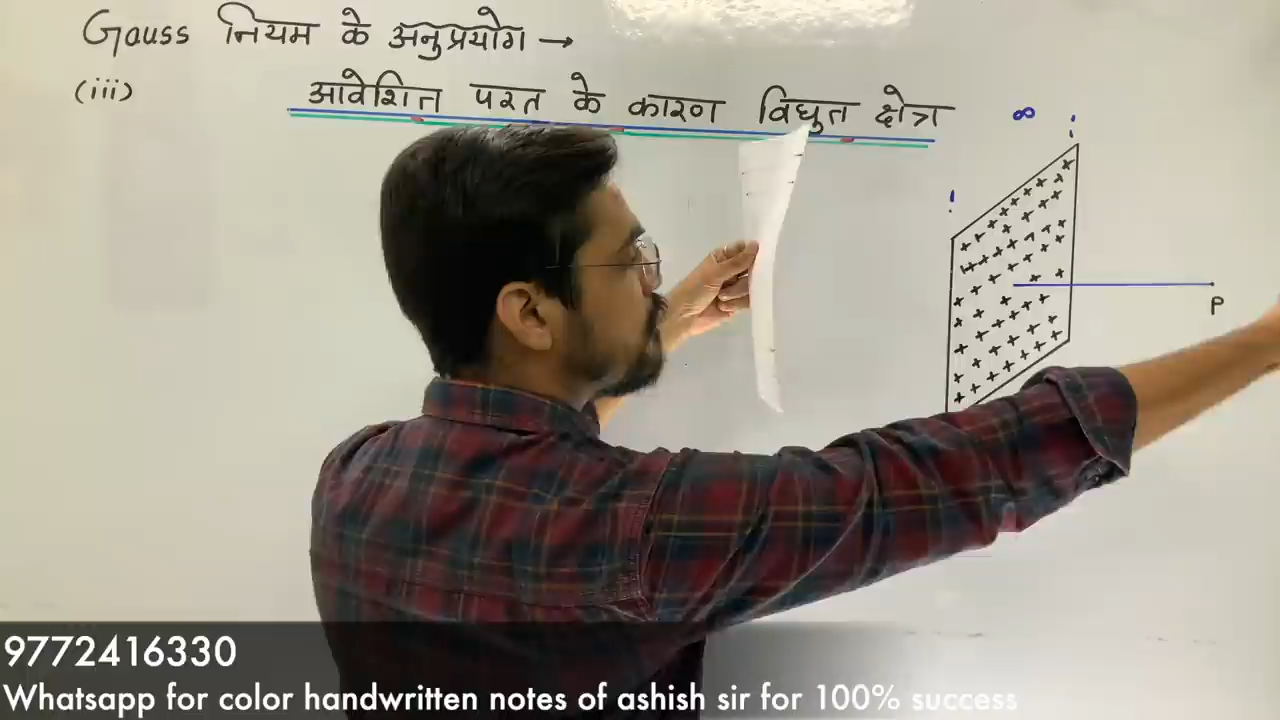 Gauss नियम के अनुप्रयोग →
(iii) आवेशित परत के कारण विद्युत क्षेत्र
∞
P
9772416330
Whatsapp for color handwritten notes of ashish sir for 100% success